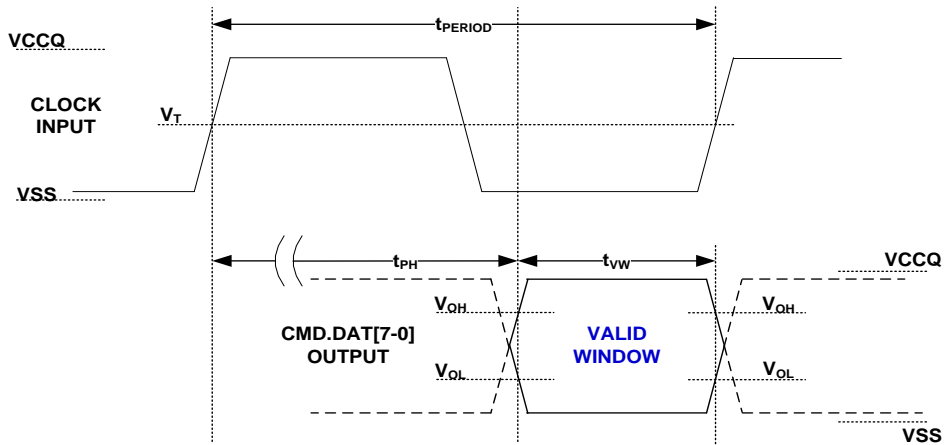 tPERIOD
VCCQ
CLOCK
INPUT
VT
VSS
tPH
tVW
VCCQ
VOH
VOH
CMD.DAT[7-0]
OUTPUT
VALID
WINDOW
VOL
VOL
VSS